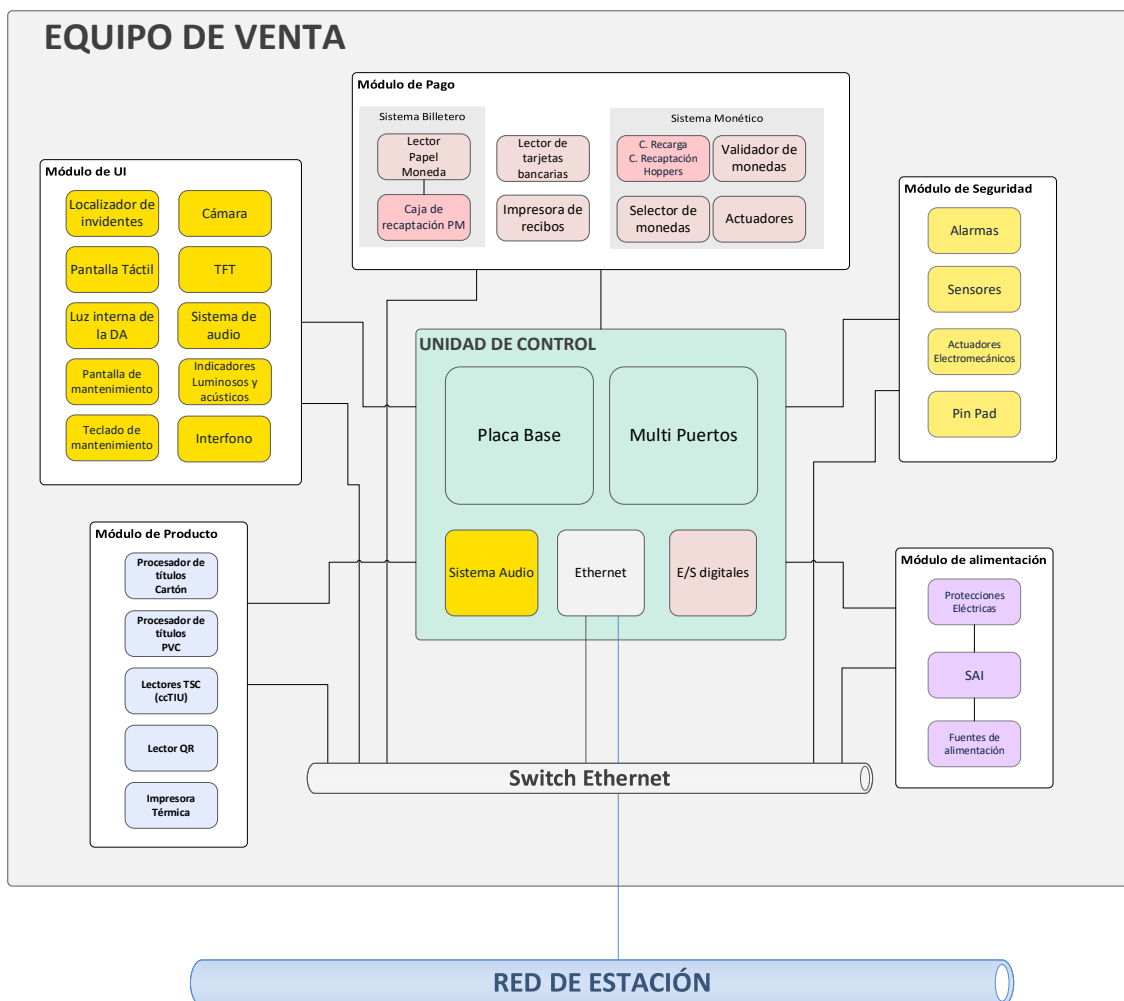 EQUIPO DE VENTA
Módulo de Pago
Sistema Billetero
Lector
Papel
Moneda
Caja de
recaptación PM
Lector de
tarjetas
bancarias
Impresora de
recibos
Sistema Monético
C. Recarga
C. Recaptación
Hoppers
Validador de
monedas
Selector de
monedas
Actuadores
Módulo de UI
Localizador de
invidentes
Cámara
Pantalla Táctil
TFT
Luz interna de
la DA
Sistema de
audio
Pantalla de
mantenimiento
Indicadores
Luminosos y
acústicos
Teclado de
mantenimiento
Interfono
Módulo de Seguridad
Alarmas
Sensores
Actuadores
Electromecánicos
Pin Pad
UNIDAD DE CONTROL
Placa Base
Multi Puertos
Sistema Audio
Ethernet
E/S digitales
Módulo de Producto
Procesador de
títulos
Cartón
Procesador de
títulos
PVC
Lectores TSC
(ccTIU)
Lector QR
Impresora
Térmica
Módulo de alimentación
Protecciones
Eléctricas
SAI
Fuentes de
alimentación
Switch Ethernet
RED DE ESTACIÓN